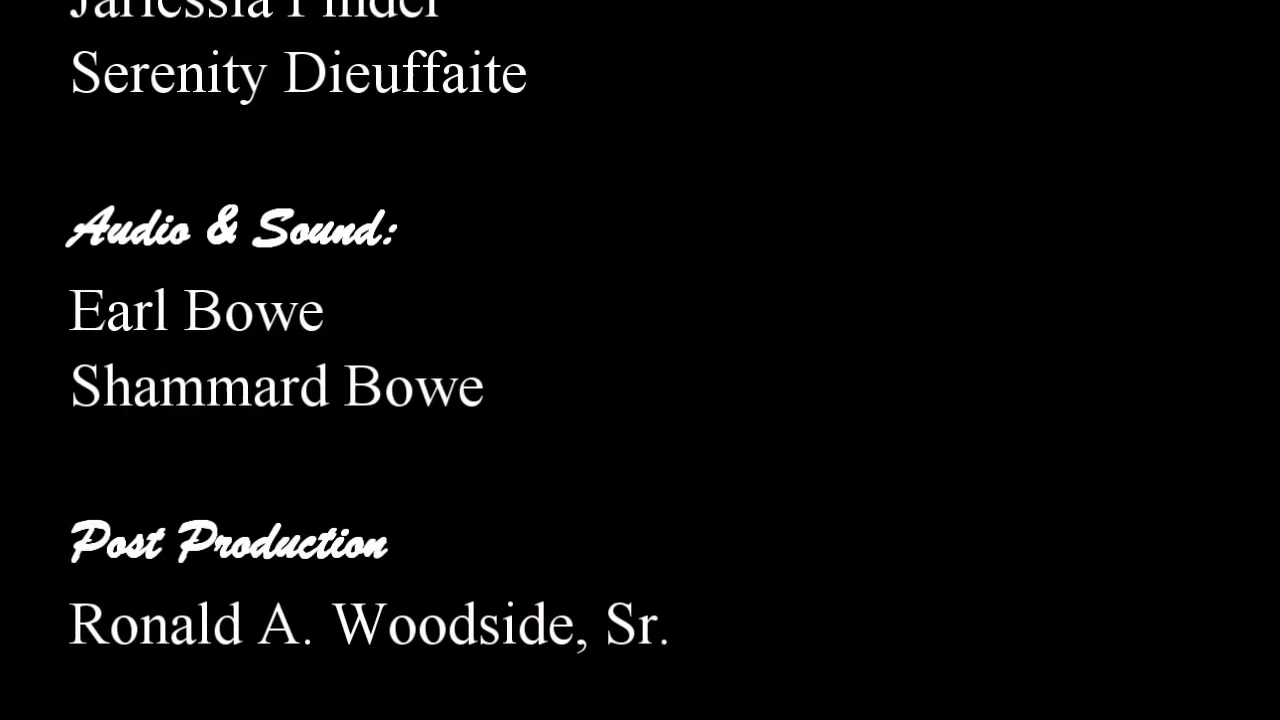 Serenity Dieuffaite
Audio & Sound:
Earl Bowe
Shammard Bowe
Post Production
Ronald A. Woodside, Sr.